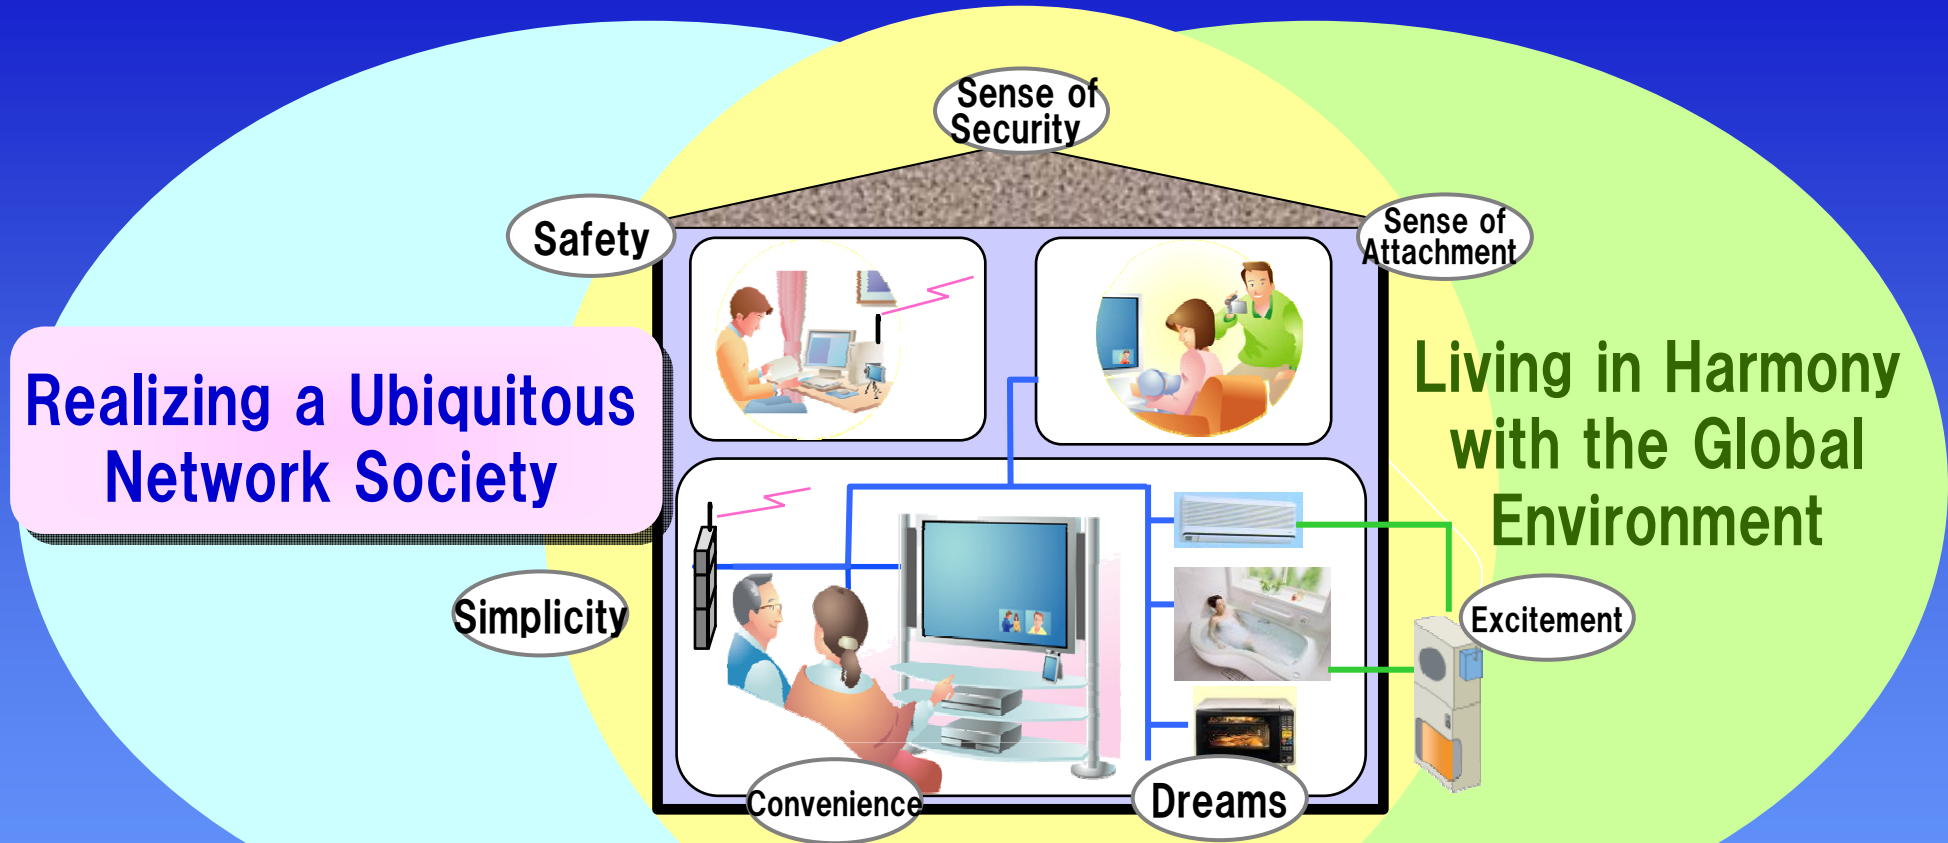 Sense of
Security
Safety
Sense of
Attachment
Realizing a Ubiquitous
Network Society
Living in Harmony
with the Global
Environment
Simplicity
Excitement
Convenience
Dreams